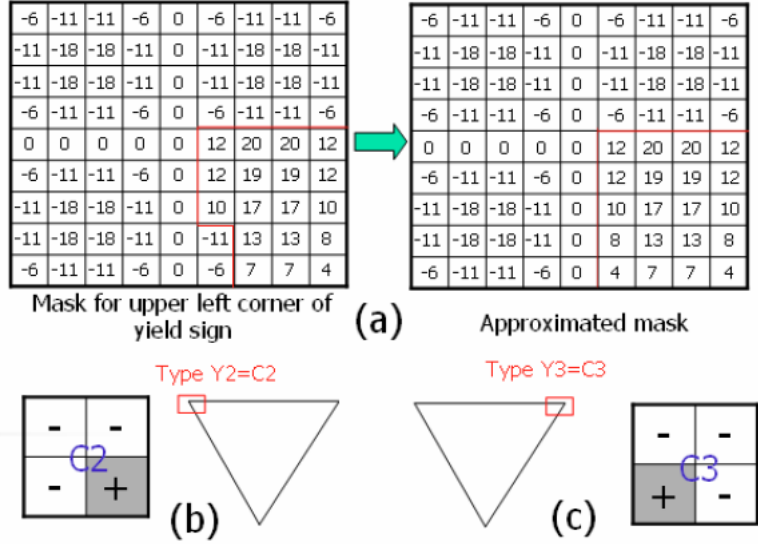 -6 -11 -11 -6 0 -6 -11 -11 -6
-11 -18 -18 -11 0 -11 -18 -18 -11
-11 -18 -18 -11 0 -11 -18 -18 -11
-6 -11 -11 -6 0 -6 -11 -11 -6
0 0 0 0 0 12 20 20 12
-6 -11 -11 -6 0 12 19 19 12
-11 -18 -18 -11 0 10 17 17 10
-11 -18 -18 -11 0 -11 13 13 8
-6 -11 -11 -6 0 -6 7 7 4
Mask for upper left corner of
yield sign
-6 -11 -11 -6 0 -6 -11 -11 -6
-11 -18 -18 -11 0 -11 -18 -18 -11
-11 -18 -18 -11 0 -11 -18 -18 -11
-6 -11 -11 -6 0 -6 -11 -11 -6
0 0 0 0 0 12 20 20 12
-6 -11 -11 -6 0 12 19 19 12
-11 -18 -18 -11 0 10 17 17 10
-11 -18 -18 -11 0 8 13 13 8
-6 -11 -11 -6 0 4 7 7 4
Approximated mask
(a)
Type Y2=C2
- -
C2
- +
(b)
Type Y3=C3
- -
C3
+ -
(c)